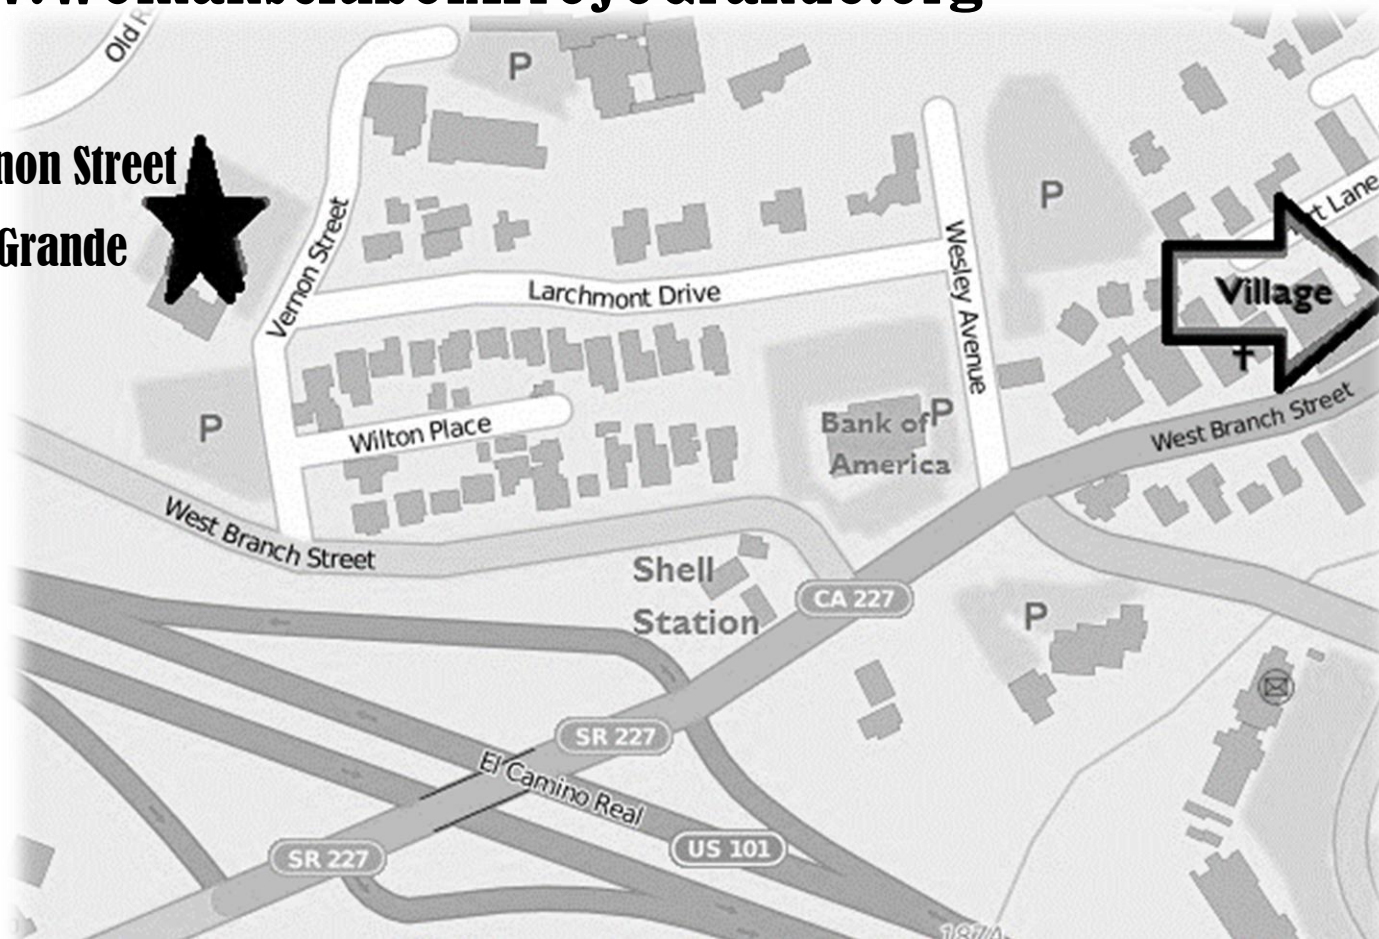 Old
P
non Street
Grande
Vernon Street
Larchmont Drive
Wesley Avenue
P
Village
West Branch Street
Wilton Place
P
Bank of
America
P
West Branch Street
Shell
Station
CA 227
P
SR 227
El Camino Real
US 101
SR 227
187A